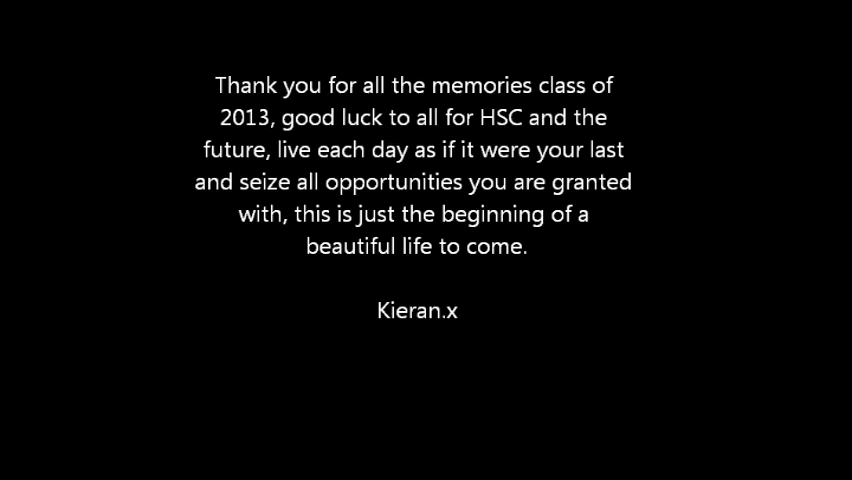 Thank you for all the memories class of
2013, good luck to all for HSC and the
future, live each day as if it were your last
and seize all opportunities you are granted
with, this is just the beginning of a
beautiful life to come.
Kieran.x